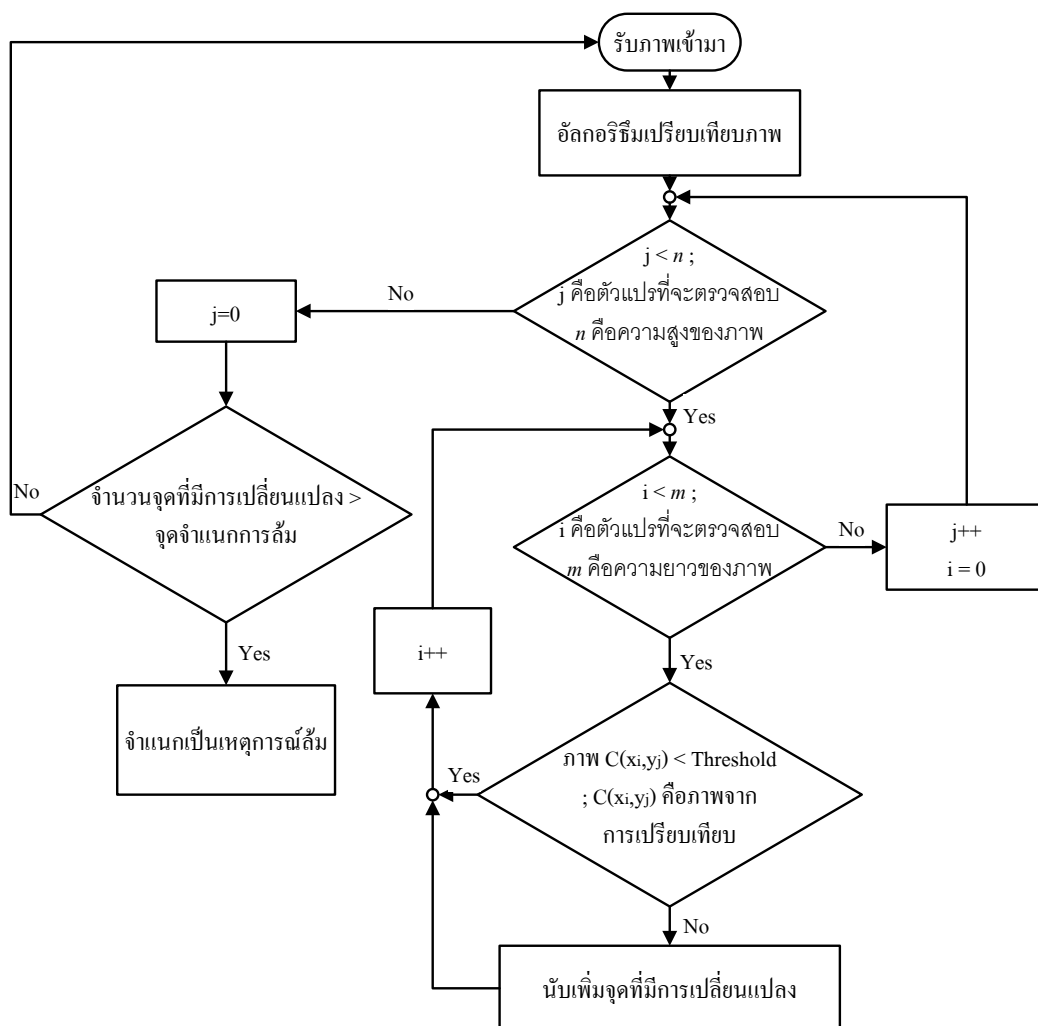 รับภาพเข้ามา
อัลกอริธึมเปรียบเทียบภาพ
j < n ;
j คือตัวแปรที่จะตรวจสอบ
n คือความสูงของภาพ
No
j=0
Yes
จำนวนจุดที่มีการเปลี่ยนแปลง >
จุดจำแนกการล้ม
No
Yes
จำแนกเป็นเหตุการณ์ล้ม
i < m ;
i คือตัวแปรที่จะตรวจสอบ
m คือความยาวของภาพ
No
j++
i = 0
Yes
i++
ภาพ C(xi,yj) < Threshold
; C(xi,yj) คือภาพจาก
การเปรียบเทียบ
Yes
No
นับเพิ่มจุดที่มีการเปลี่ยนแปลง